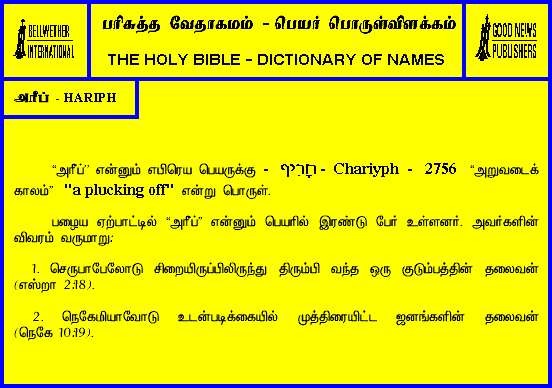 BELLWETHER
INTERNATIONAL
பரிசுத்த வேதாகமம் - பெயர் பொருள்விளக்கம்
THE HOLY BIBLE - DICTIONARY OF NAMES
GOOD NEWS
PUBLISHERS
அரீப் - HARIPH
“அரீப்” என்னும் எபிரெய பெயருக்கு - חָרִיף - Chariyph - 2756 “அறுவடைக்
காலம்” "a plucking off" என்று பொருள்.
பழைய ஏற்பாட்டில் “அரீப்” என்னும் பெயரில் இரண்டு பேர் உள்ளனர். அவர்களின்
விவரம் வருமாறு:
1. செருபாபேலோடு சிறையிருப்பிலிருந்து திரும்பி வந்த ஒரு குடும்பத்தின் தலைவன்
(எஸ்றா 2:18).
2. நெகேமியாவோடு உடன்படிக்கையில் முத்திரையிட்ட ஜனங்களின் தலைவன்
(நெகே 10:19).